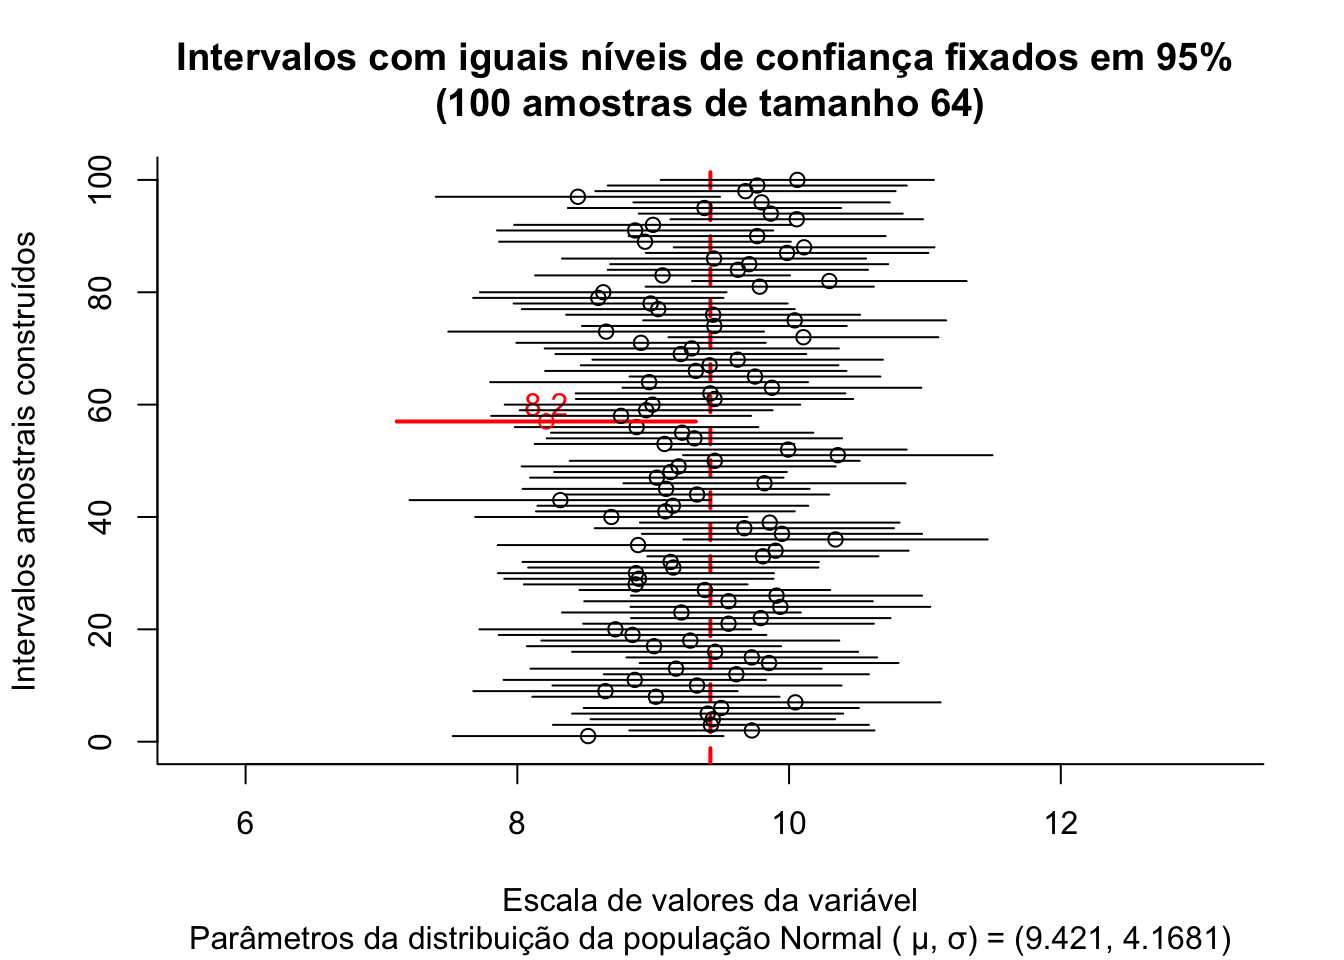 Intervalos com iguais níveis de confiança fixados em 95%
(100 amostras de tamanho 64)
Intervalos amostrais construídos
100
80
60
40
20
0
8.2
6
8
10
12
Escala de valores da variável
Parâmetros da distribuição da população Normal ( μ, σ) = (9.421, 4.1681)